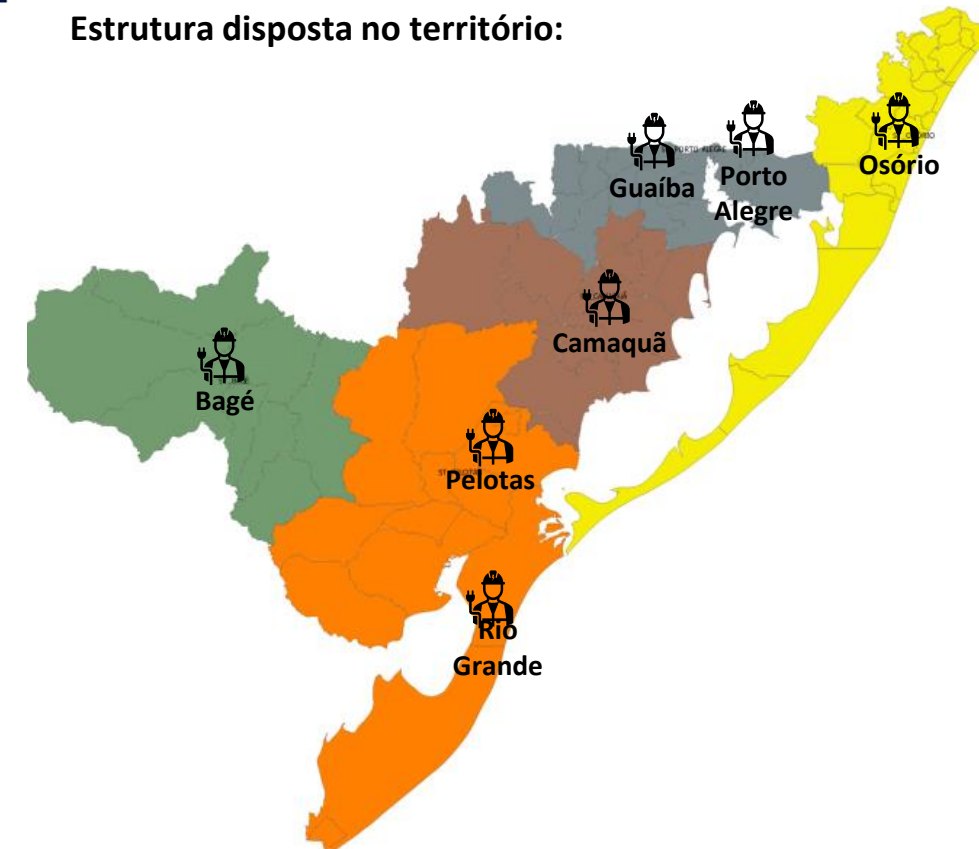 Estrutura disposta no território:
Guaíba
Porto
Alegre
Osório
Camaquã
Bagé
Pelotas
Rio
Grande